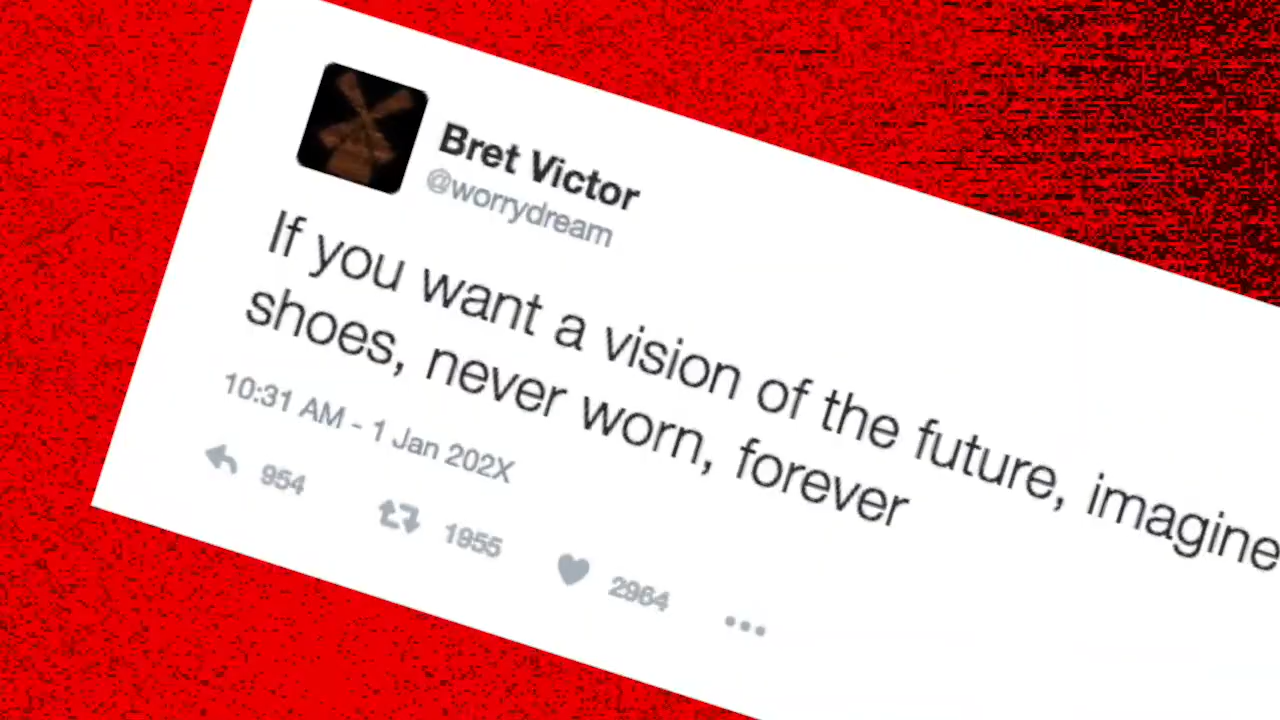 Bret Victor
@worrydream
If you want a vision of the future, imagine
shoes, never worn, forever
10:31 AM - 1 Jan 202X
954 1955 2964